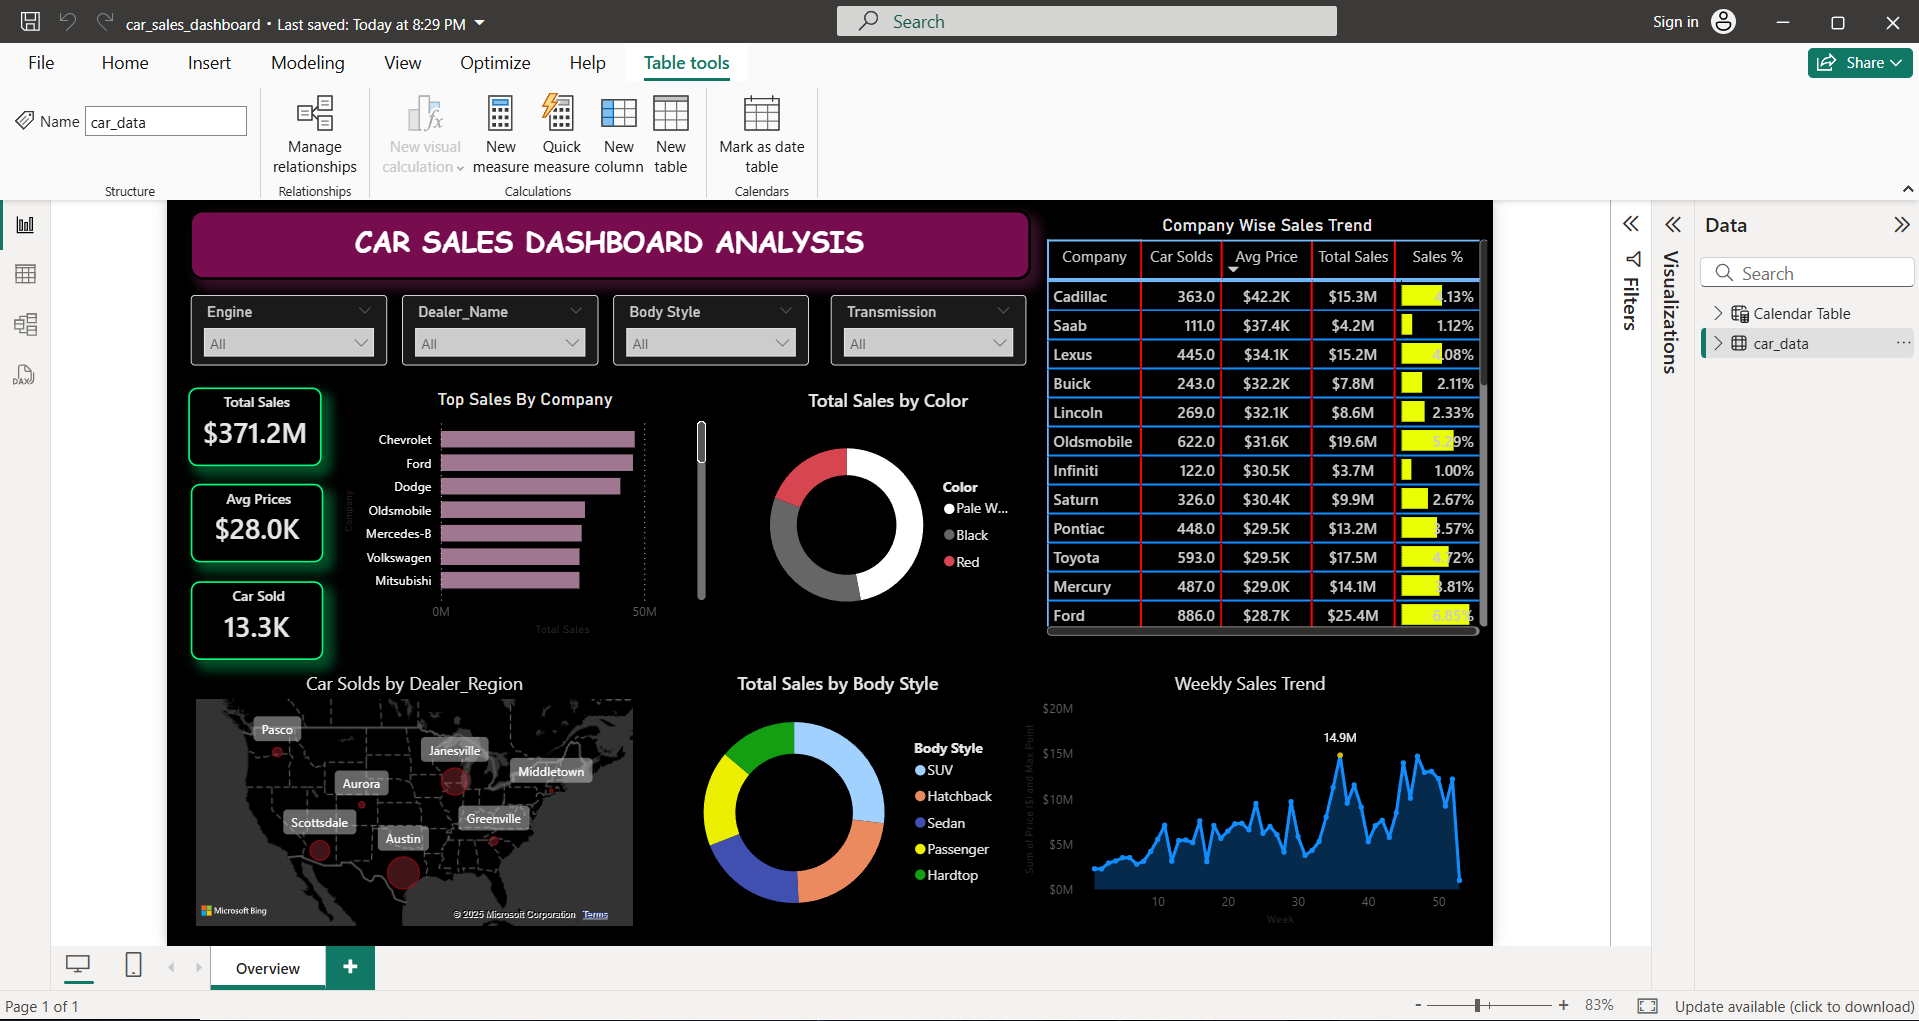 car_sales_dashboard • Last saved: Today at 8:29 PM
Search
Sign in
File
Home
Insert
Modeling
View
Optimize
Help
Table tools
Share
Name
car_data
Structure
Manage
relationships
Relationships
New visual
calculation
New
measure
Quick
measure
New
column
New
table
Calculations
Mark as date
table
Calendars
CAR SALES DASHBOARD ANALYSIS
Engine
All
Dealer_Name
All
Body Style
All
Transmission
All
Total Sales
$371.2M
Avg Prices
$28.0K
Car Sold
13.3K
Top Sales By Company
Company
Chevrolet
Ford
Dodge
Oldsmobile
Mercedes-B
Volkswagen
Mitsubishi
0M
50M
Total Sales
Total Sales by Color
Color
Pale W...
Black
Red
Company Wise Sales Trend
Company Car Solds Avg Price Total Sales Sales %
Cadillac 363.0 $42.2K $15.3M 4.13%
Saab 111.0 $37.4K $4.2M 1.12%
Lexus 445.0 $34.1K $15.2M 4.08%
Buick 243.0 $32.2K $7.8M 2.11%
Lincoln 269.0 $32.1K $8.6M 2.33%
Oldsmobile 622.0 $31.6K $19.6M 5.29%
Infiniti 122.0 $30.5K $3.7M 1.00%
Saturn 326.0 $30.4K $9.9M 2.67%
Pontiac 448.0 $29.5K $13.2M 3.57%
Toyota 593.0 $29.5K $17.5M 4.72%
Mercury 487.0 $29.0K $14.1M 3.81%
Ford 886.0 $28.7K $25.4M 6.85%
Car Solds by Dealer_Region
Pasco
Janesville
Middletown
Aurora
Scottsdale
Greenville
Austin
Microsoft Bing
© 2025 Microsoft Corporation Terms
Total Sales by Body Style
Body Style
SUV
Hatchback
Sedan
Passenger
Hardtop
Weekly Sales Trend
Sum of Price ($) and Max Point
$20M
$15M
$10M
$5M
$0M
14.9M
10
20
30
40
50
Week
Filters
Visualizations
Data
Search
Calendar Table
car_data
DAX
Overview
Page 1 of 1
83%
Update available (click to download)